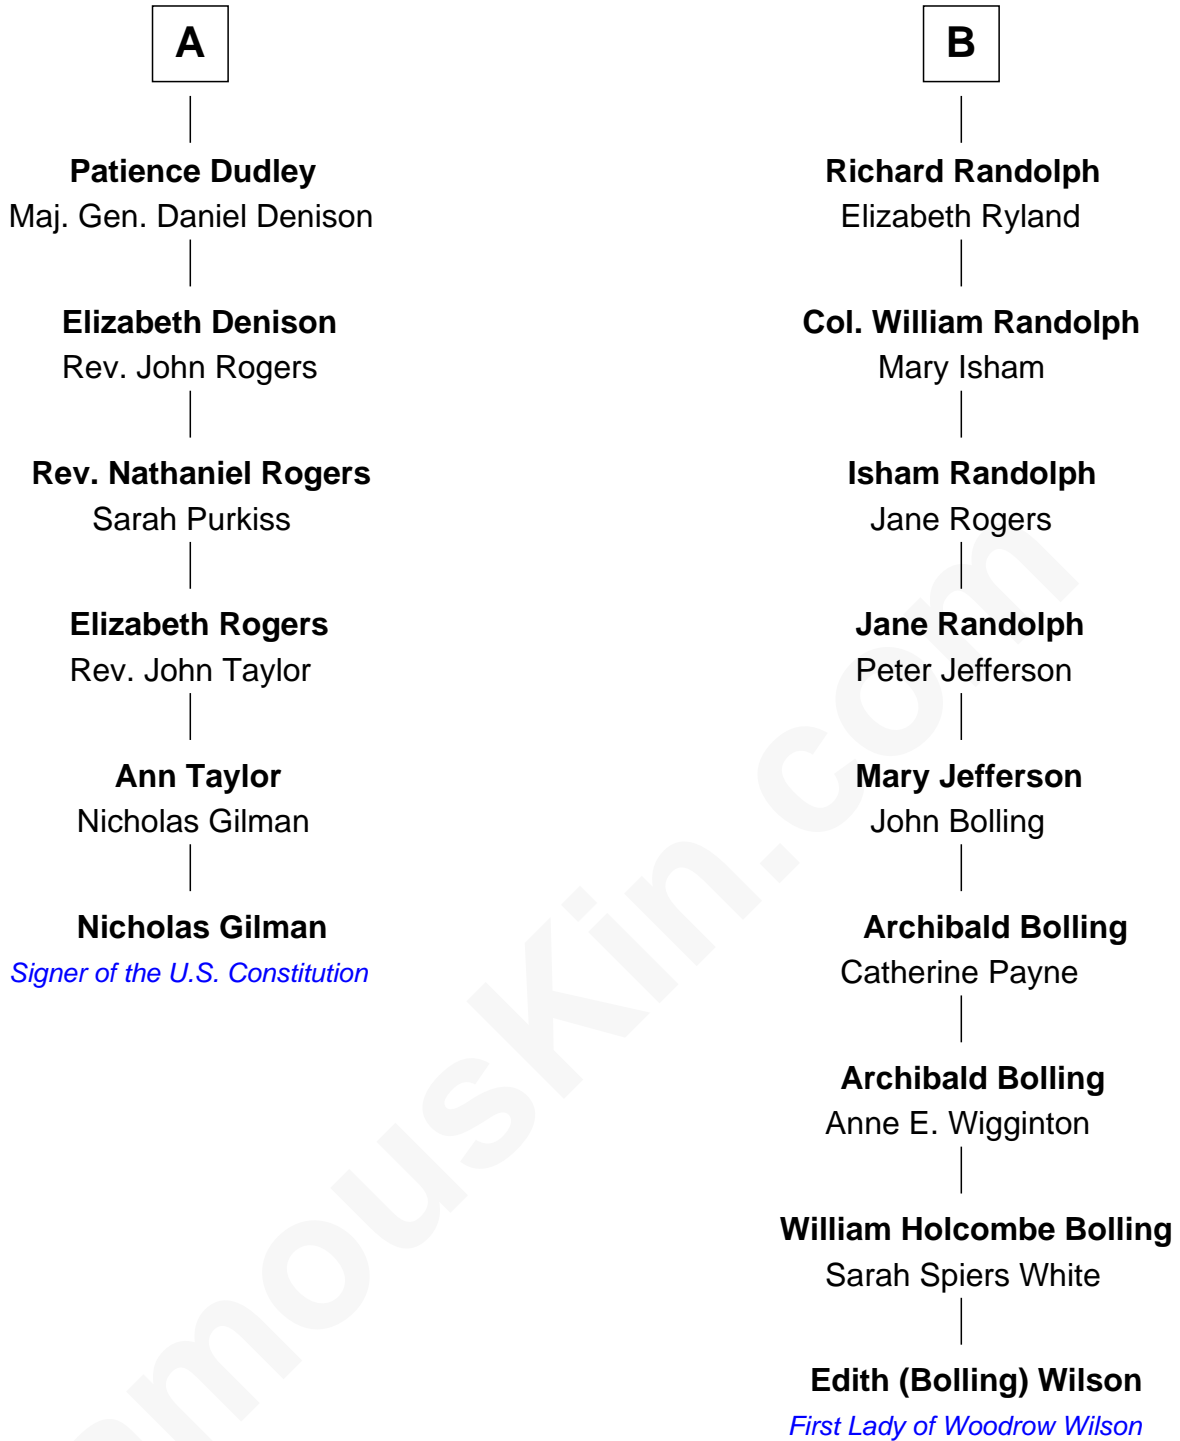 A
Patience Dudley
Maj. Gen. Daniel Denison
Elizabeth Denison
Rev. John Rogers
Rev. Nathaniel Rogers
Sarah Purkiss
Elizabeth Rogers
Rev. John Taylor
Ann Taylor
Nicholas Gilman
Nicholas Gilman
Signer of the U.S. Constitution
B
Richard Randolph
Elizabeth Ryland
Col. William Randolph
Mary Isham
Isham Randolph
Jane Rogers
Jane Randolph
Peter Jefferson
Mary Jefferson
John Bolling
Archibald Bolling
Catherine Payne
Archibald Bolling
Anne E. Wigginton
William Holcombe Bolling
Sarah Spiers White
Edith (Bolling) Wilson
First Lady of Woodrow Wilson
amousKin.com